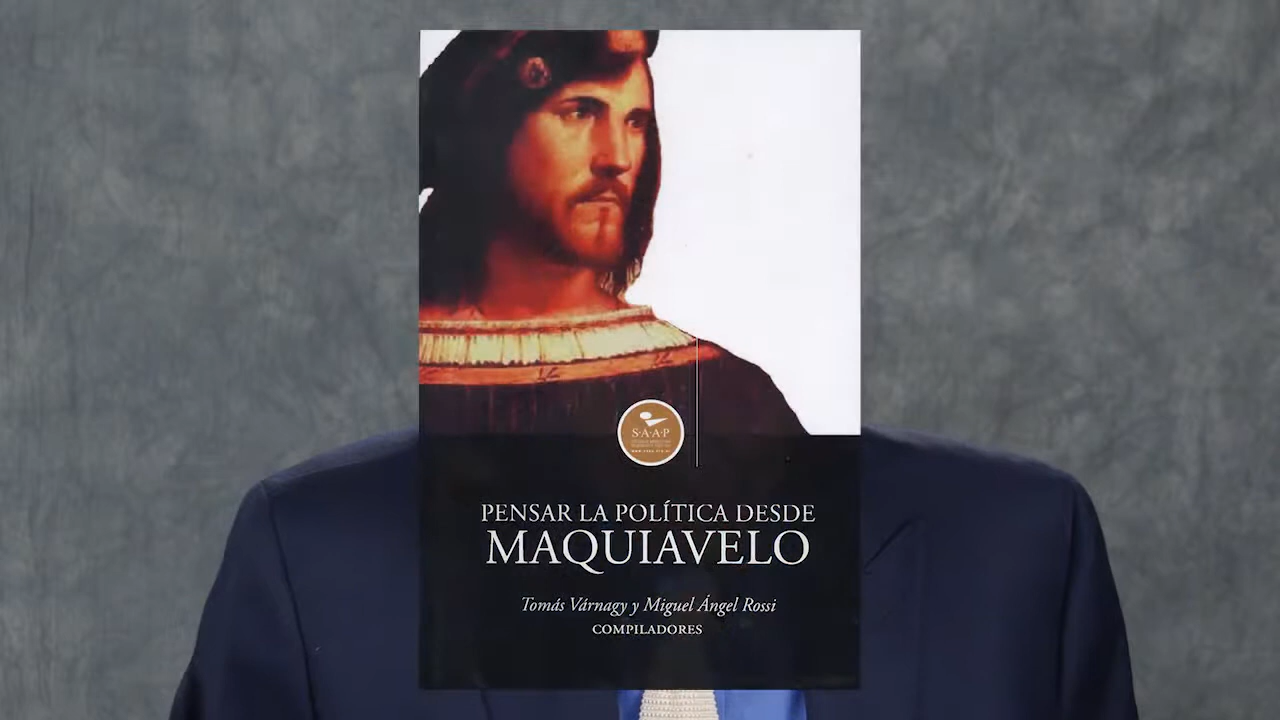 S·A·A·P
PENSAR LA POLÍTICA DESDE
MAQUIAVELO
Tomás Várnagy y Miguel Ángel Rossi
COMPILADORES